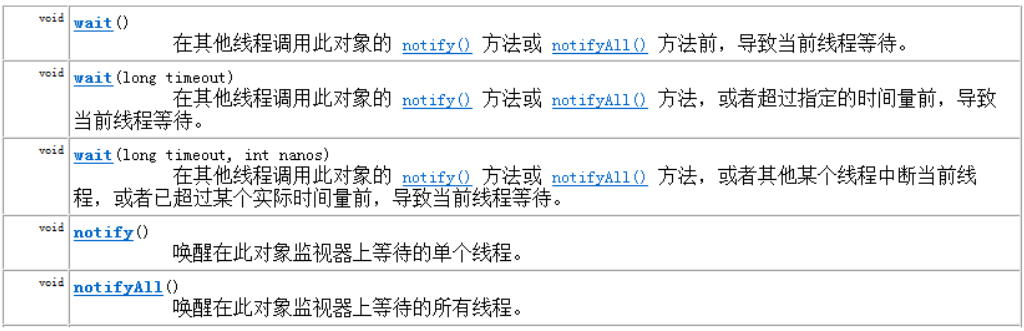 void wait()
在其他线程调用此对象的 notify() 方法或 notifyAll() 方法前，导致当前线程等待。
void wait(long timeout)
在其他线程调用此对象的 notify() 方法或 notifyAll() 方法，或者超过指定的时间量前，导致
当前线程等待。
void wait(long timeout, int nanos)
在其他线程调用此对象的 notify() 方法或 notifyAll() 方法，或者其他某个线程中断当前线
程，或者已超过某个实际时间量前，导致当前线程等待。
void notify()
唤醒在此对象监视器上等待的单个线程。
void notifyAll()
唤醒在此对象监视器上等待的所有线程。